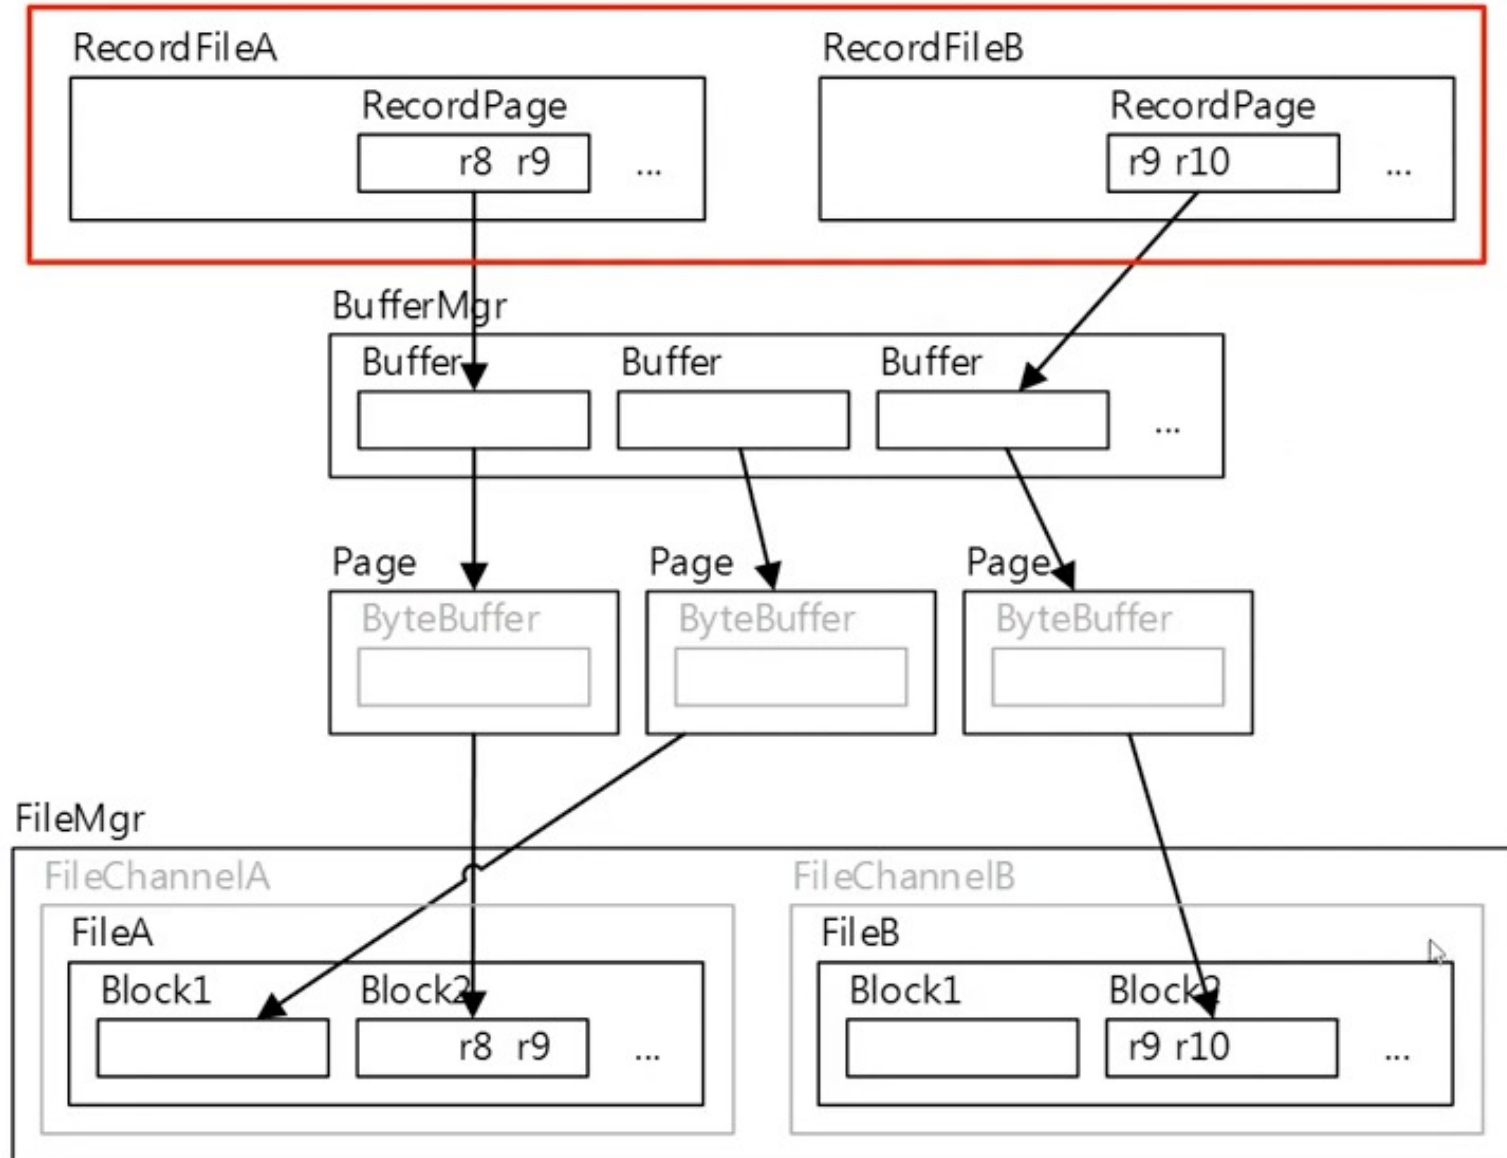 RecordFileA
RecordFileB
RecordPage
RecordPage
r8 r9
...
r9 r10
...
BufferMgr
Buffer
Buffer
Buffer
...
Page
Page
Page
ByteBuffer
ByteBuffer
ByteBuffer
FileMgr
FileChannelA
FileChannelB
FileA
FileB
Block1
Block2
Block1
Block2
r8 r9
...
r9 r10
...